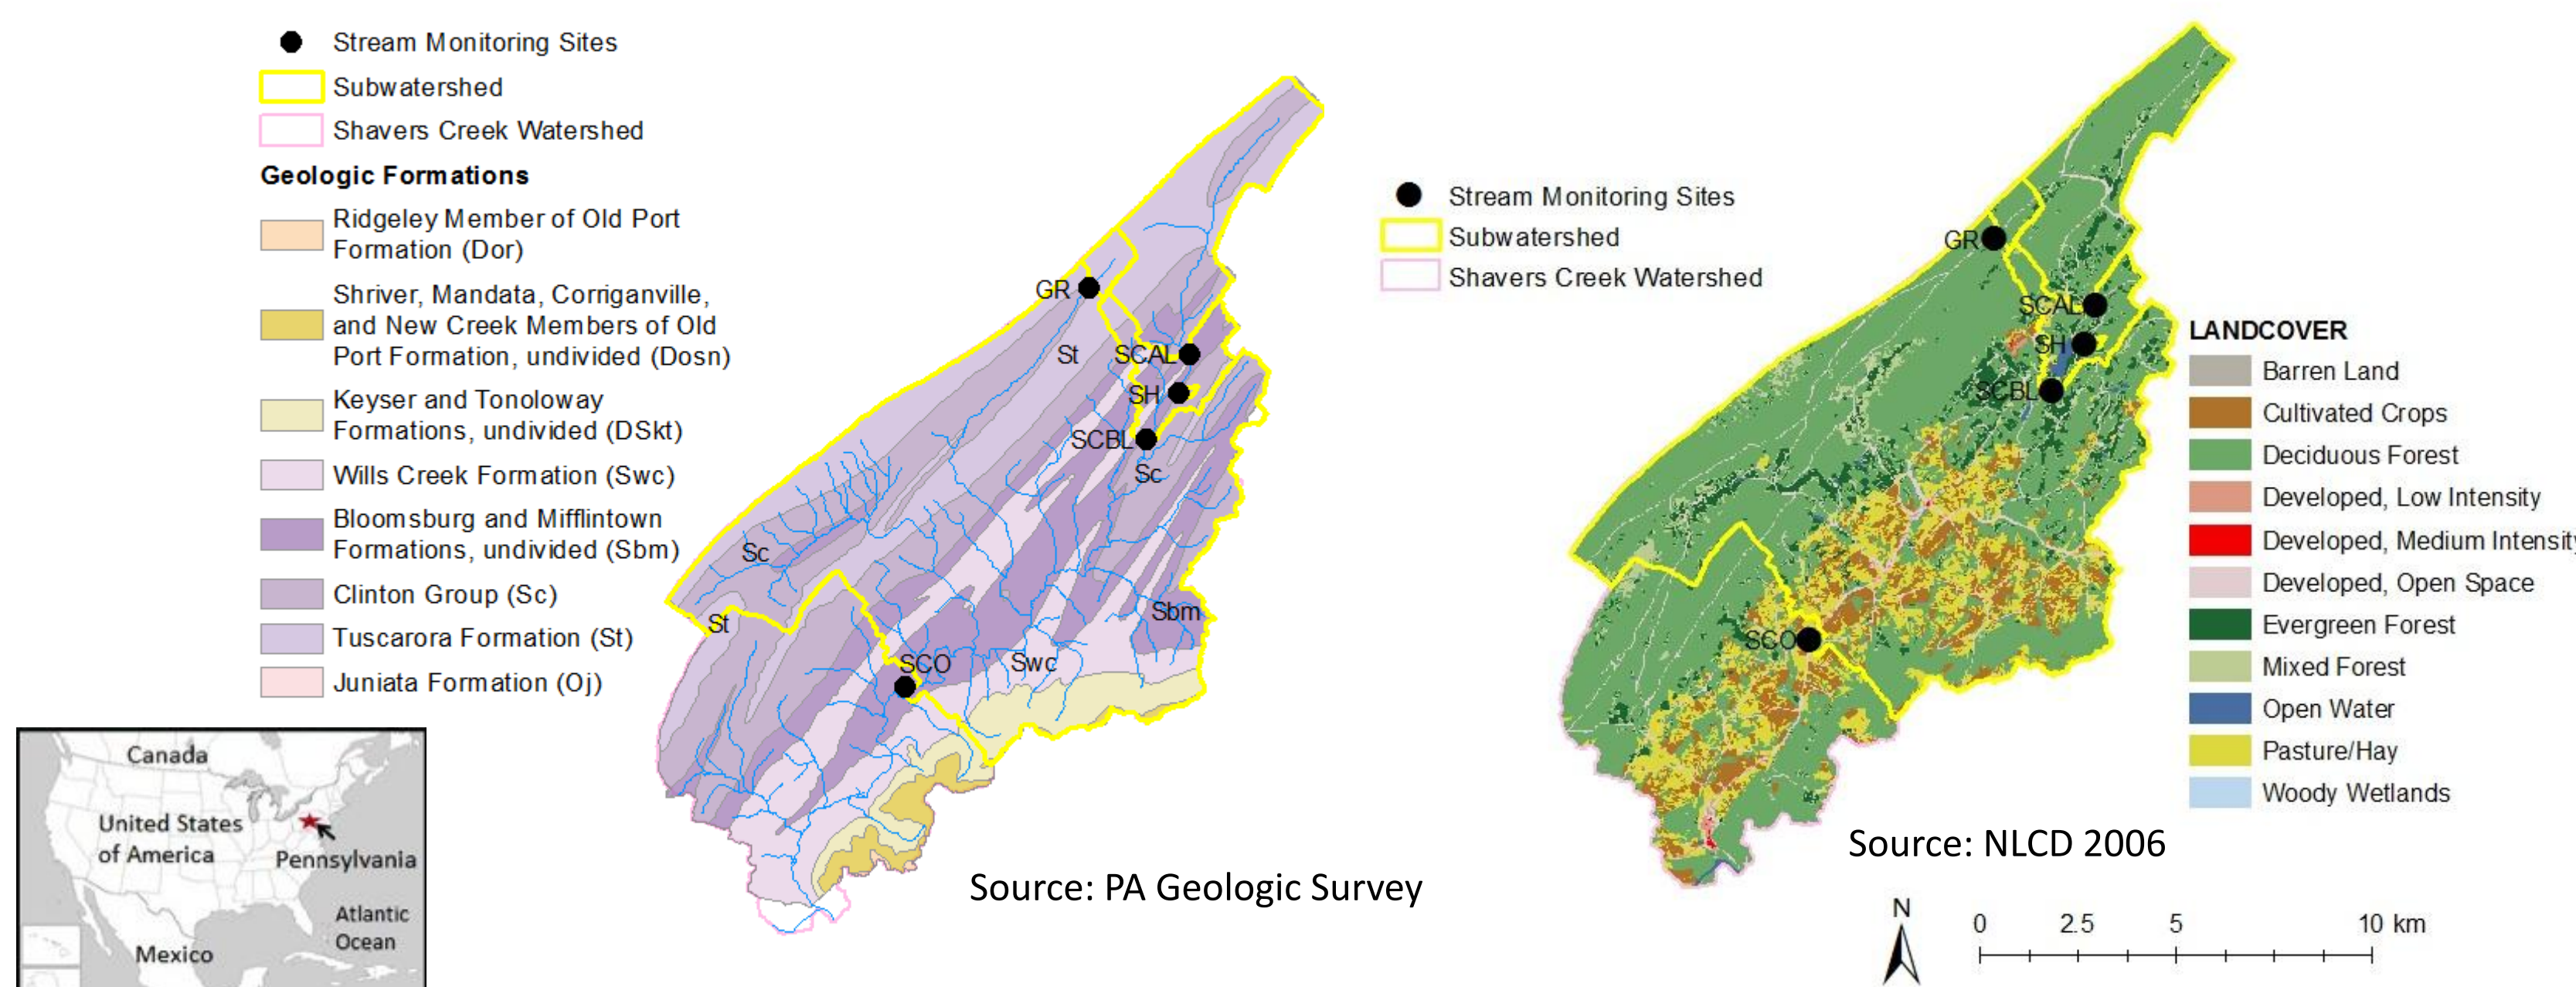 Stream Monitoring Sites
Subwatershed
Shavers Creek Watershed
Geologic Formations
Ridgeley Member of Old Port
Formation (Dor)
Shriver, Mandata, Corriganville,
and New Creek Members of Old
Port Formation, undivided (Dosn)
Keyser and Tonoloway
Formations, undivided (DSkt)
Wills Creek Formation (Swc)
Bloomsburg and Mifflintown
Formations, undivided (Sbm)
Clinton Group (Sc)
Tuscarora Formation (St)
Juniata Formation (Oj)
Canada
United States
of America
Pennsylvania
Atlantic
Ocean
Mexico
GR
St
SCAL
SH
SCBL
Sc
Sc
St
Sbm
SCO
Swc
Source: PA Geologic Survey
Stream Monitoring Sites
Subwatershed
Shavers Creek Watershed
GR
SCAL
SH
SCBL
SCO
LANDCOVER
Barren Land
Cultivated Crops
Deciduous Forest
Developed, Low Intensity
Developed, Medium Intensity
Developed, Open Space
Evergreen Forest
Mixed Forest
Open Water
Pasture/Hay
Woody Wetlands
Source: NLCD 2006
N
0 2.5 5 10 km